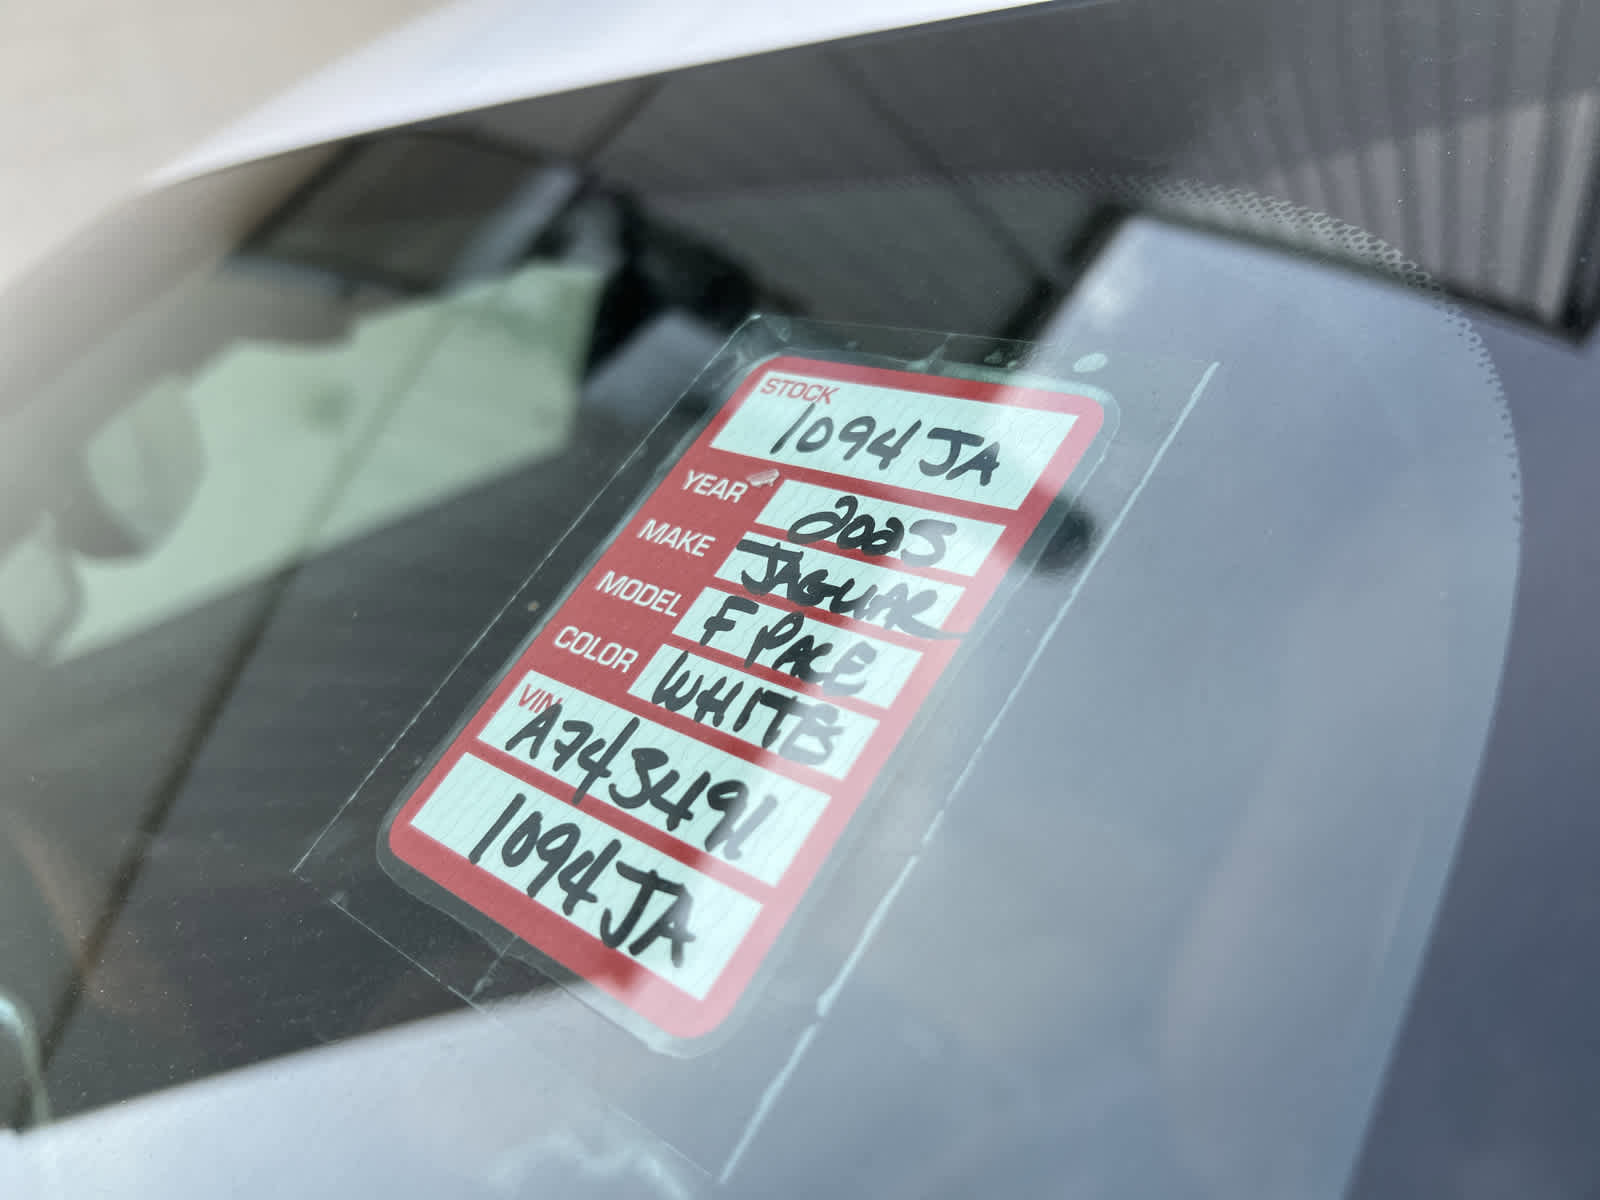 STOCK
1094JA
YEAR 2025
MAKE JAGUAR
MODEL F PACE
COLOR WHITE
VIN
A743491
1094JA